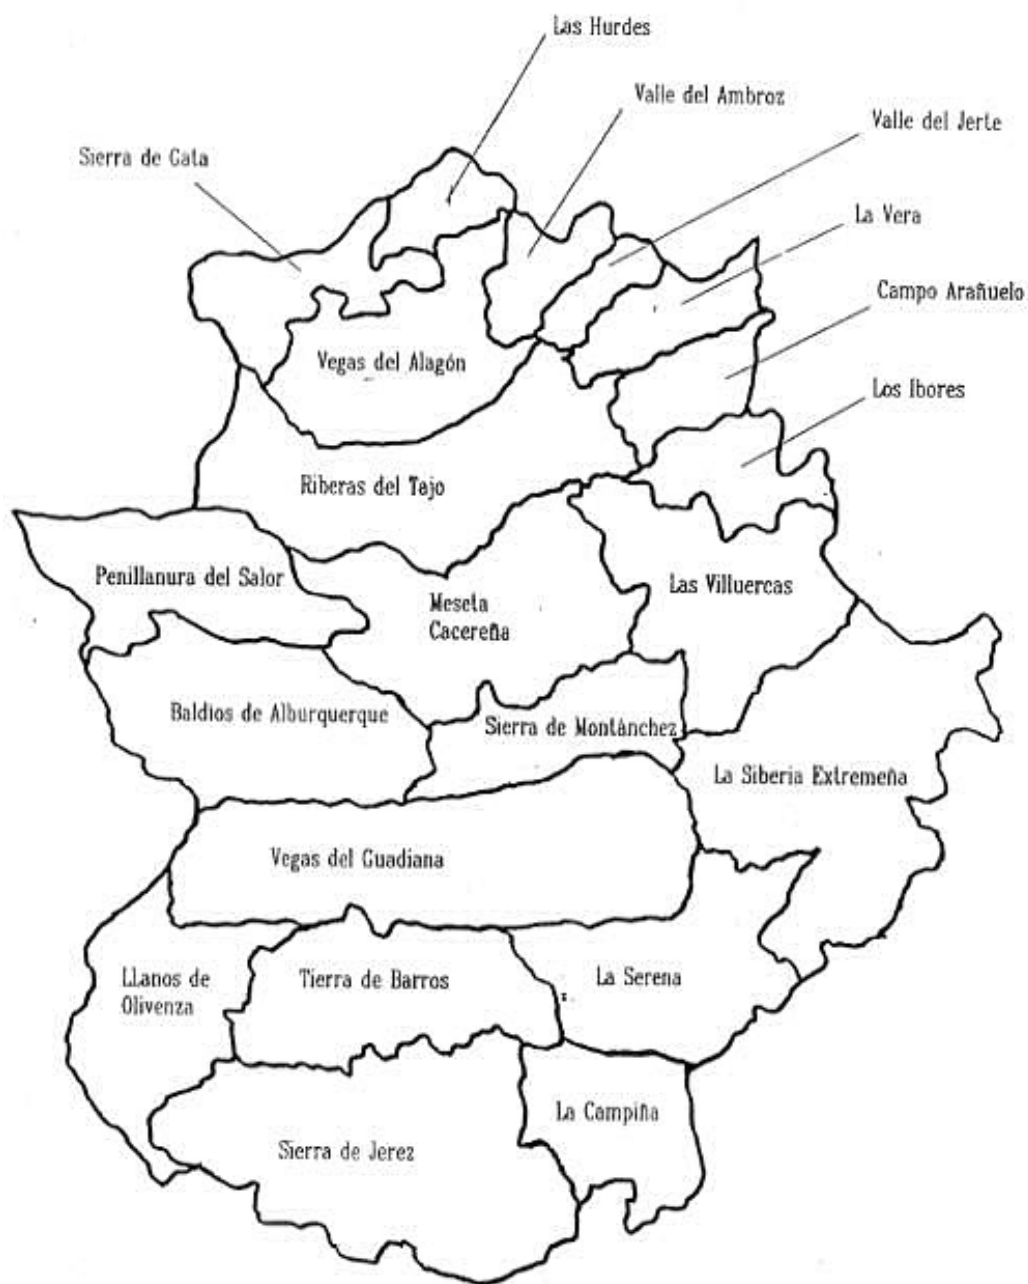 Las Hurdes
Valle del Ambroz
Valle del Jerte
Sierra de Gata
La Vera
Campo Arañuelo
Vegas del Alagón
Los Ibores
Riberas del Tajo
Penillanura del Salor
Las Villuercas
Meseta
Cacereña
Baldios de Alburquerque
Sierra de Montánchez
La Siberia Extremeña
Vegas del Guadiana
LLanos de
Olivenza
Tierra de Barros
La Serena
La Campiña
Sierra de Jerez